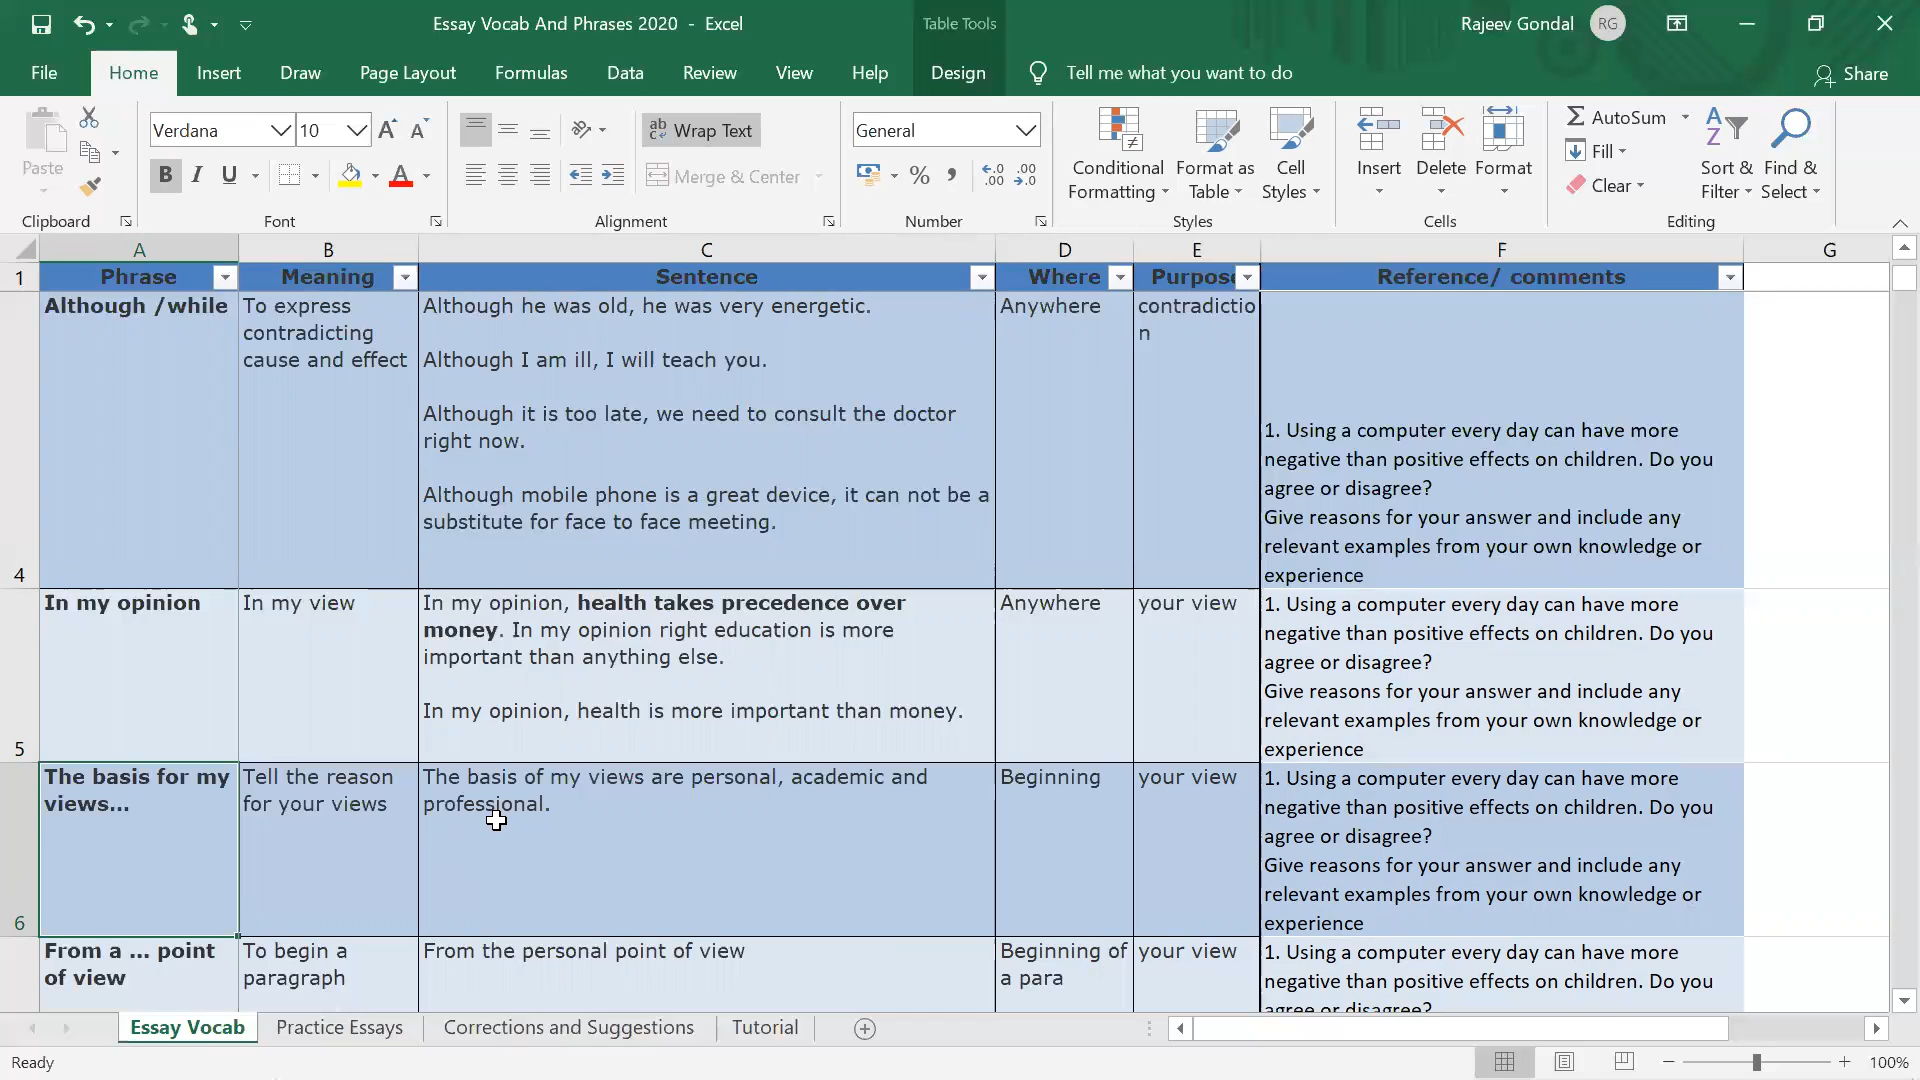 Essay Vocab And Phrases 2020 - Excel
Table Tools
Rajeev Gondal
RG
File
Home
Insert
Draw
Page Layout
Formulas
Data
Review
View
Help
Design
Tell me what you want to do
Share
Paste
Clipboard
Verdana
10
B I U
Font
Wrap Text
Merge & Center
Alignment
General
Number
Conditional Formatting
Format as Table
Cell Styles
Styles
Insert
Delete
Format
Cells
AutoSum
Fill
Clear
Sort & Filter
Find & Select
Editing
A B C D E F G
1 Phrase Meaning Sentence Where Purpose Reference/ comments
4
Although /while
To express
contradicting
cause and effect
Although he was old, he was very energetic.
Although I am ill, I will teach you.
Although it is too late, we need to consult the doctor
right now.
Although mobile phone is a great device, it can not be a
substitute for face to face meeting.
Anywhere
contradictio
n
1. Using a computer every day can have more
negative than positive effects on children. Do you
agree or disagree?
Give reasons for your answer and include any
relevant examples from your own knowledge or
experience
5
In my opinion
In my view
In my opinion, health takes precedence over
money. In my opinion right education is more
important than anything else.
In my opinion, health is more important than money.
Anywhere
your view
1. Using a computer every day can have more
negative than positive effects on children. Do you
agree or disagree?
Give reasons for your answer and include any
relevant examples from your own knowledge or
experience
6
The basis for my
views...
Tell the reason
for your views
The basis of my views are personal, academic and
professional.
Beginning
your view
1. Using a computer every day can have more
negative than positive effects on children. Do you
agree or disagree?
Give reasons for your answer and include any
relevant examples from your own knowledge or
experience
From a ... point
of view
To begin a
paragraph
From the personal point of view
Beginning of
a para
your view
1. Using a computer every day can have more
negative than positive effects on children. Do you
agree or disagree?
Essay Vocab
Practice Essays
Corrections and Suggestions
Tutorial
Ready
100%